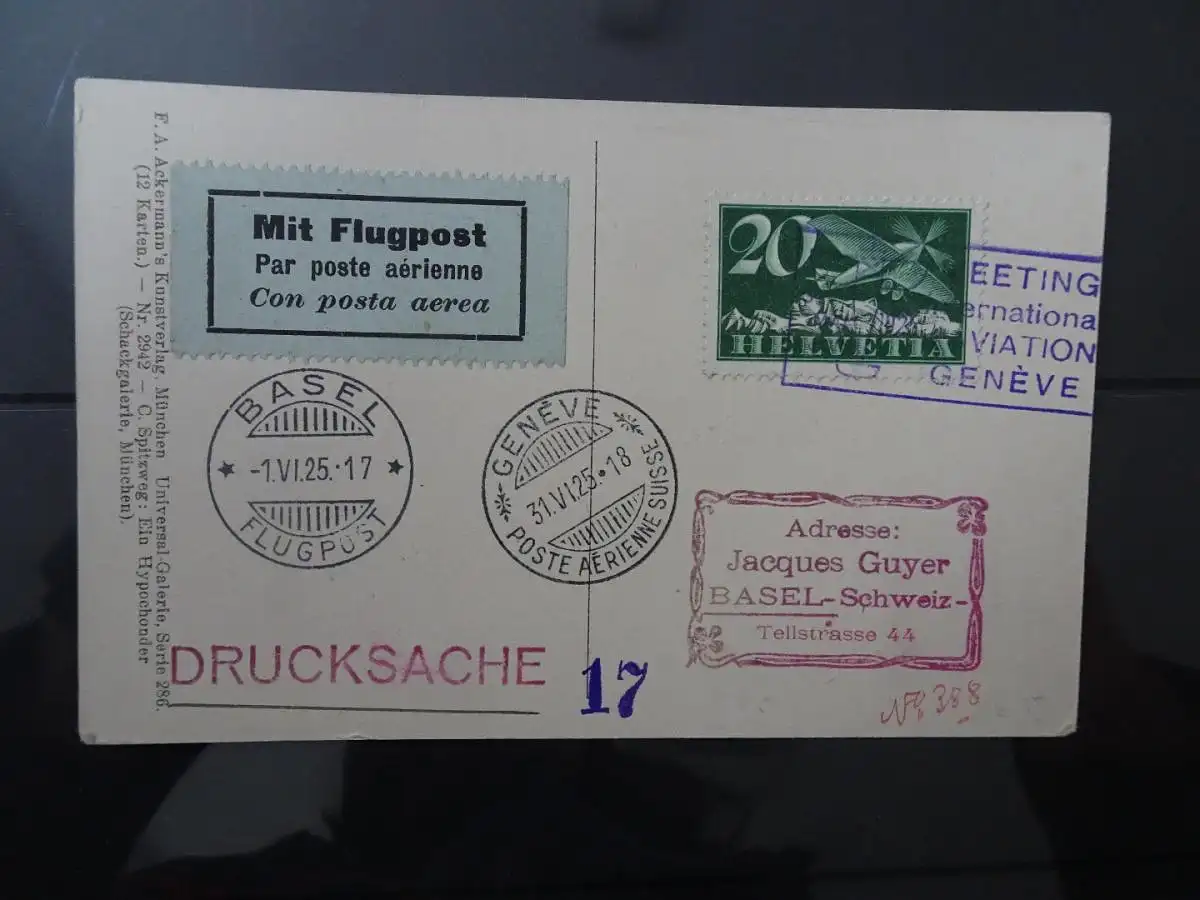 F. A. Ackermann's Kunstverlag, München Universal-Galerie, Serie 286.
(12 Karten.) — Nr. 2942 — C. Spitzweg: Ein Hypochonder
(Schackgalerie, München).
Mit Flugpost
Par poste aérienne
Con posta aerea
20
HELVETIA
EETING
ernationa
VIATION
GENÈVE
BASEL
-1.VI.25.-17
FLUGPOST
GENÈVE
31.VI.25.•18
POSTE AÉRIENNE SUISSE
Adresse:
Jacques Guyer
BASEL-Schweiz-
Tellstrasse 44
DRUCKSACHE
17
388